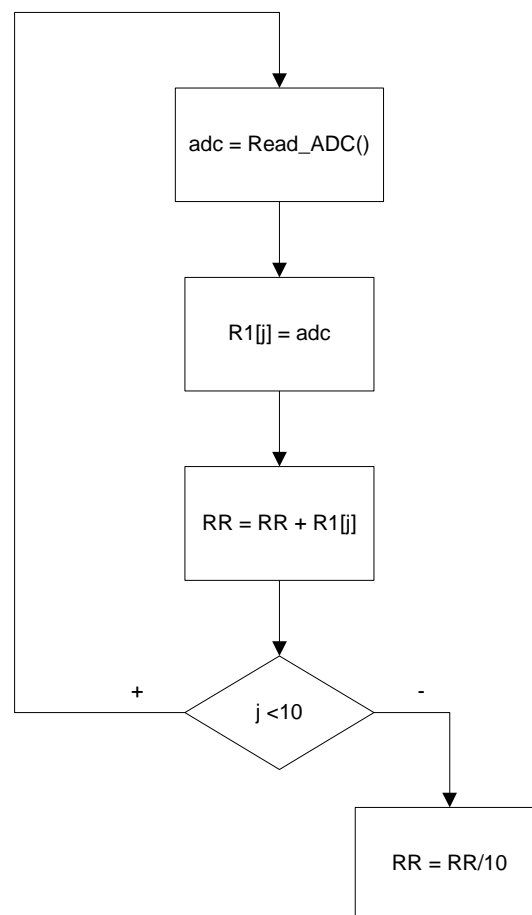 adc = Read_ADC()
R1[j] = adc
RR = RR + R1[j]
+
-
j <10
RR = RR/10